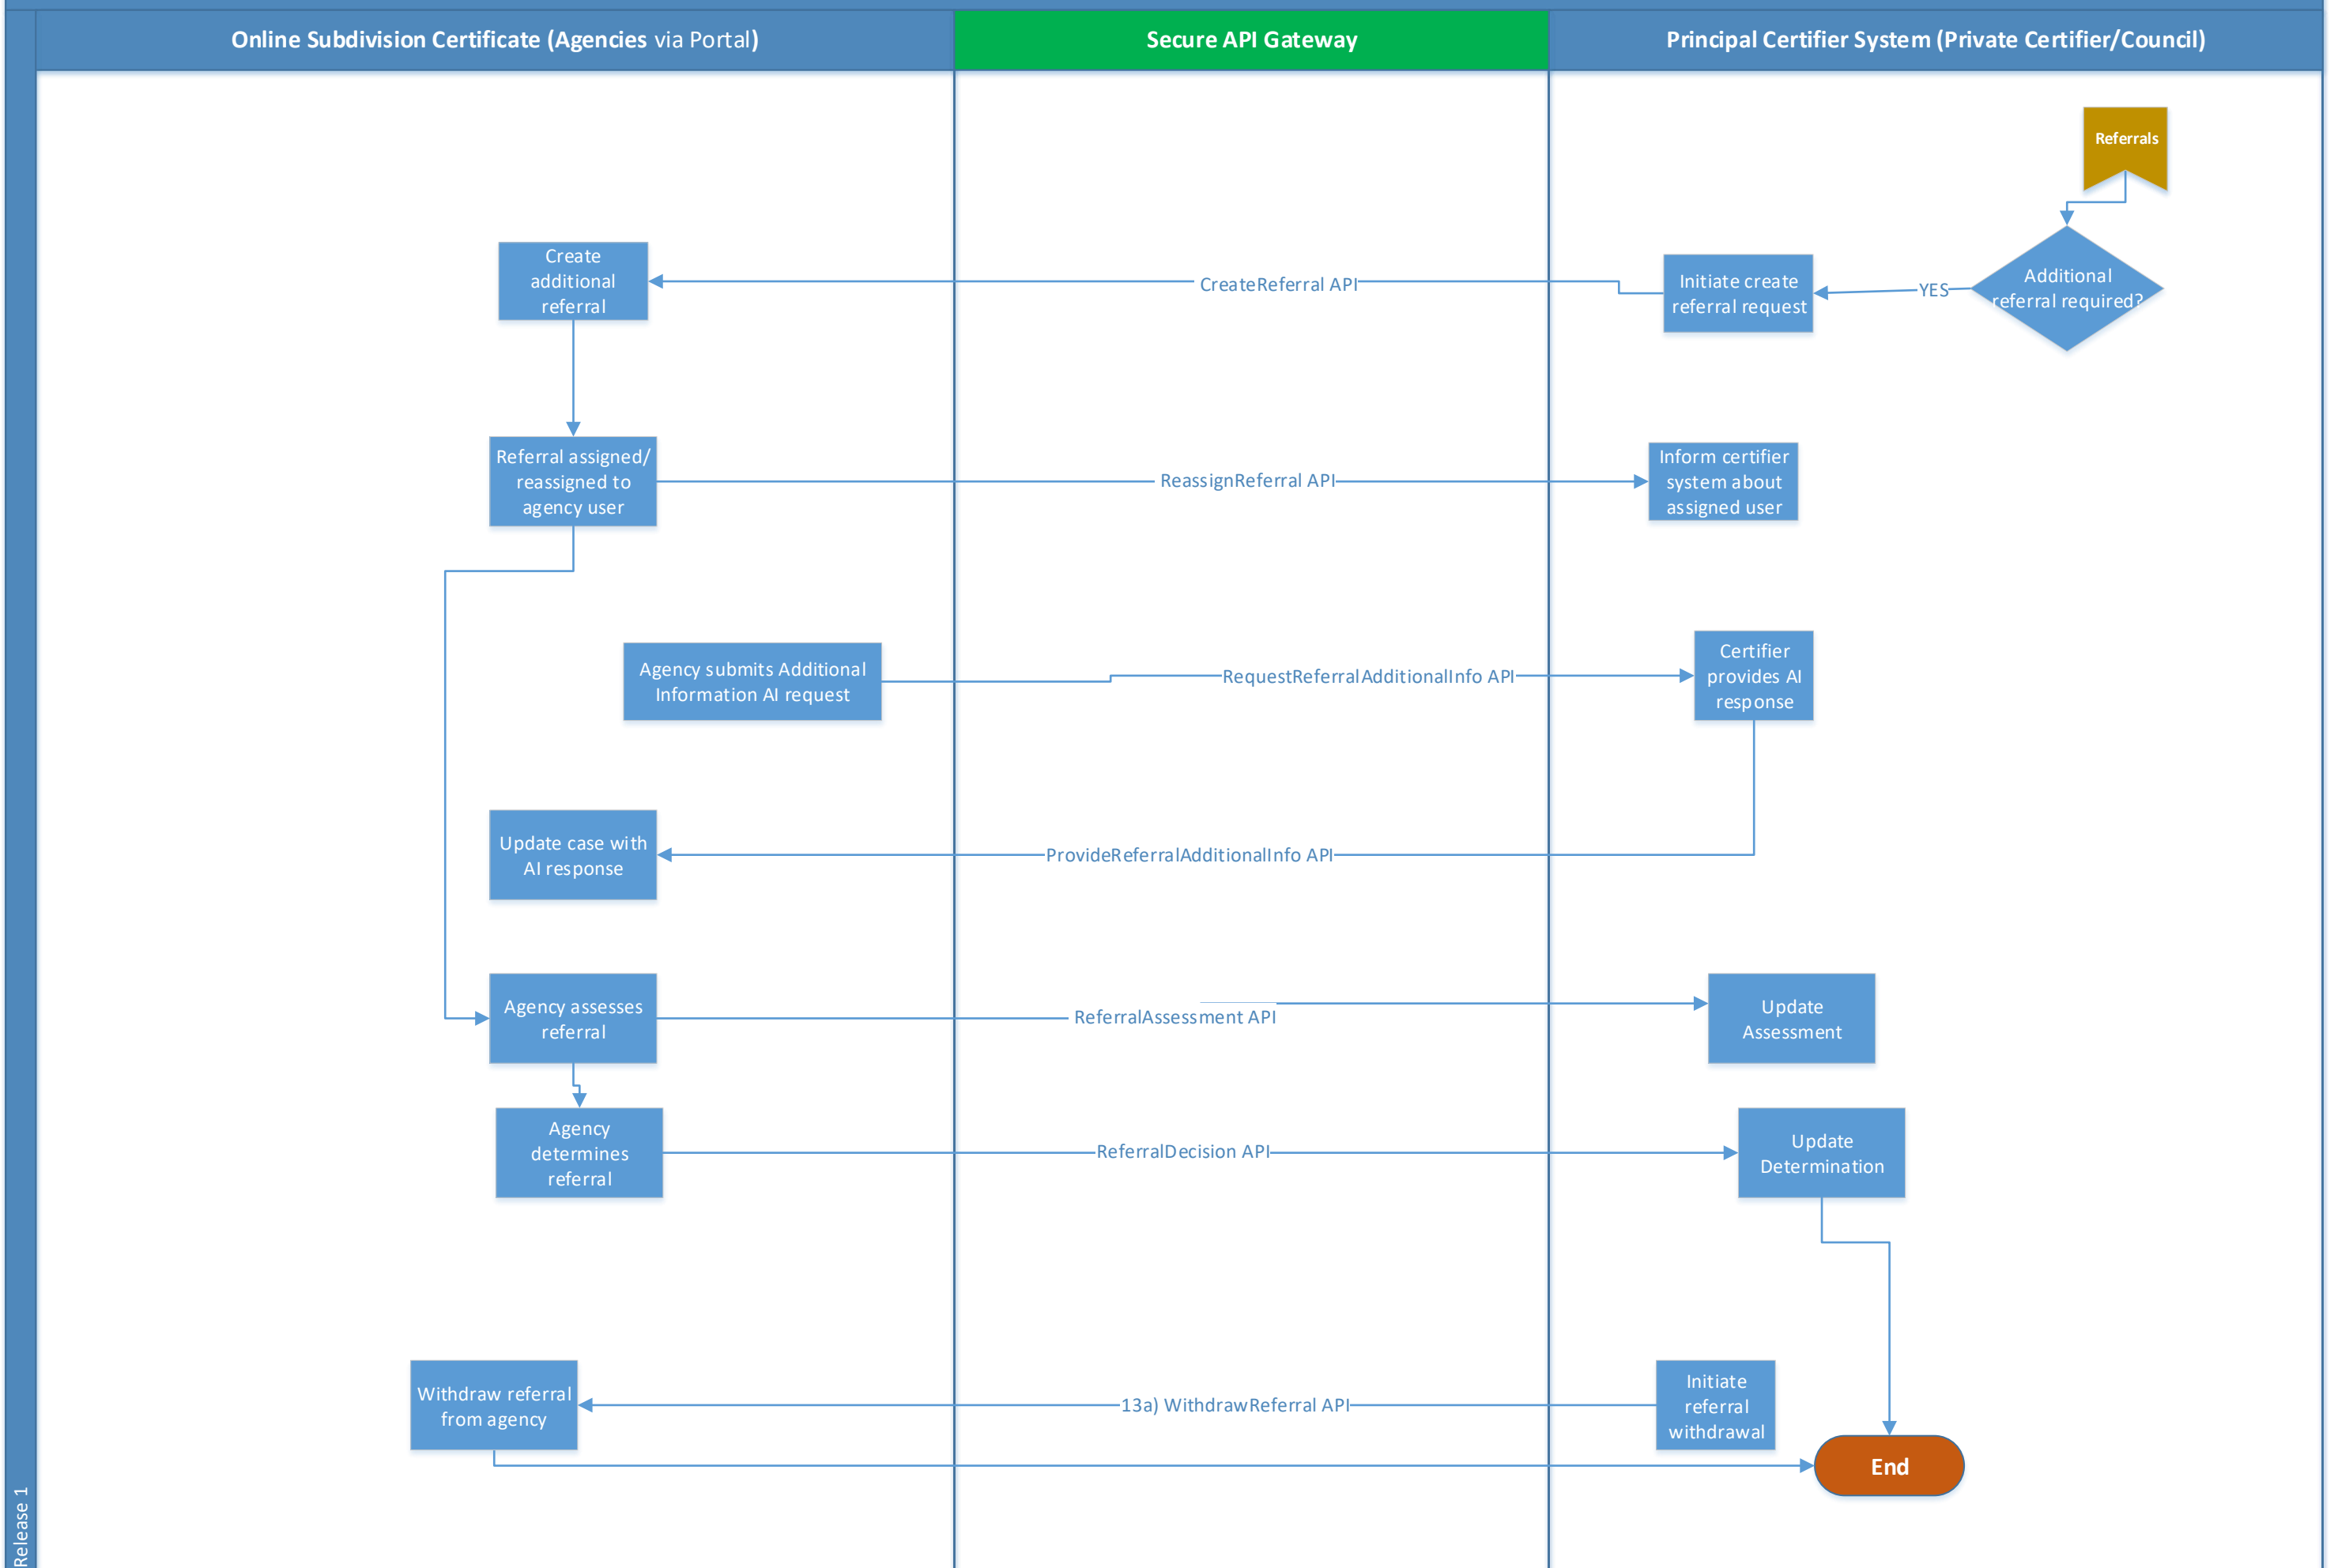 Online Subdivision Certificate (Agencies via Portal)
Secure API Gateway
Principal Certifier System (Private Certifier/Council)
Referrals
Create
additional
referral
CreateReferral API
Initiate create
referral request
YES
Additional
referral required?
Referral assigned/
reassigned to
agency user
ReassignReferral API
Inform certifier
system about
assigned user
Agency submits Additional
Information AI request
RequestReferralAdditionalInfo API
Certifier
provides AI
response
Update case with
AI response
ProvideReferralAdditionalInfo API
Agency assesses
referral
ReferralAssessment API
Update
Assessment
Agency
determines
referral
ReferralDecision API
Update
Determination
Withdraw referral
from agency
13a) WithdrawReferral API
Initiate
referral
withdrawal
End
Release 1